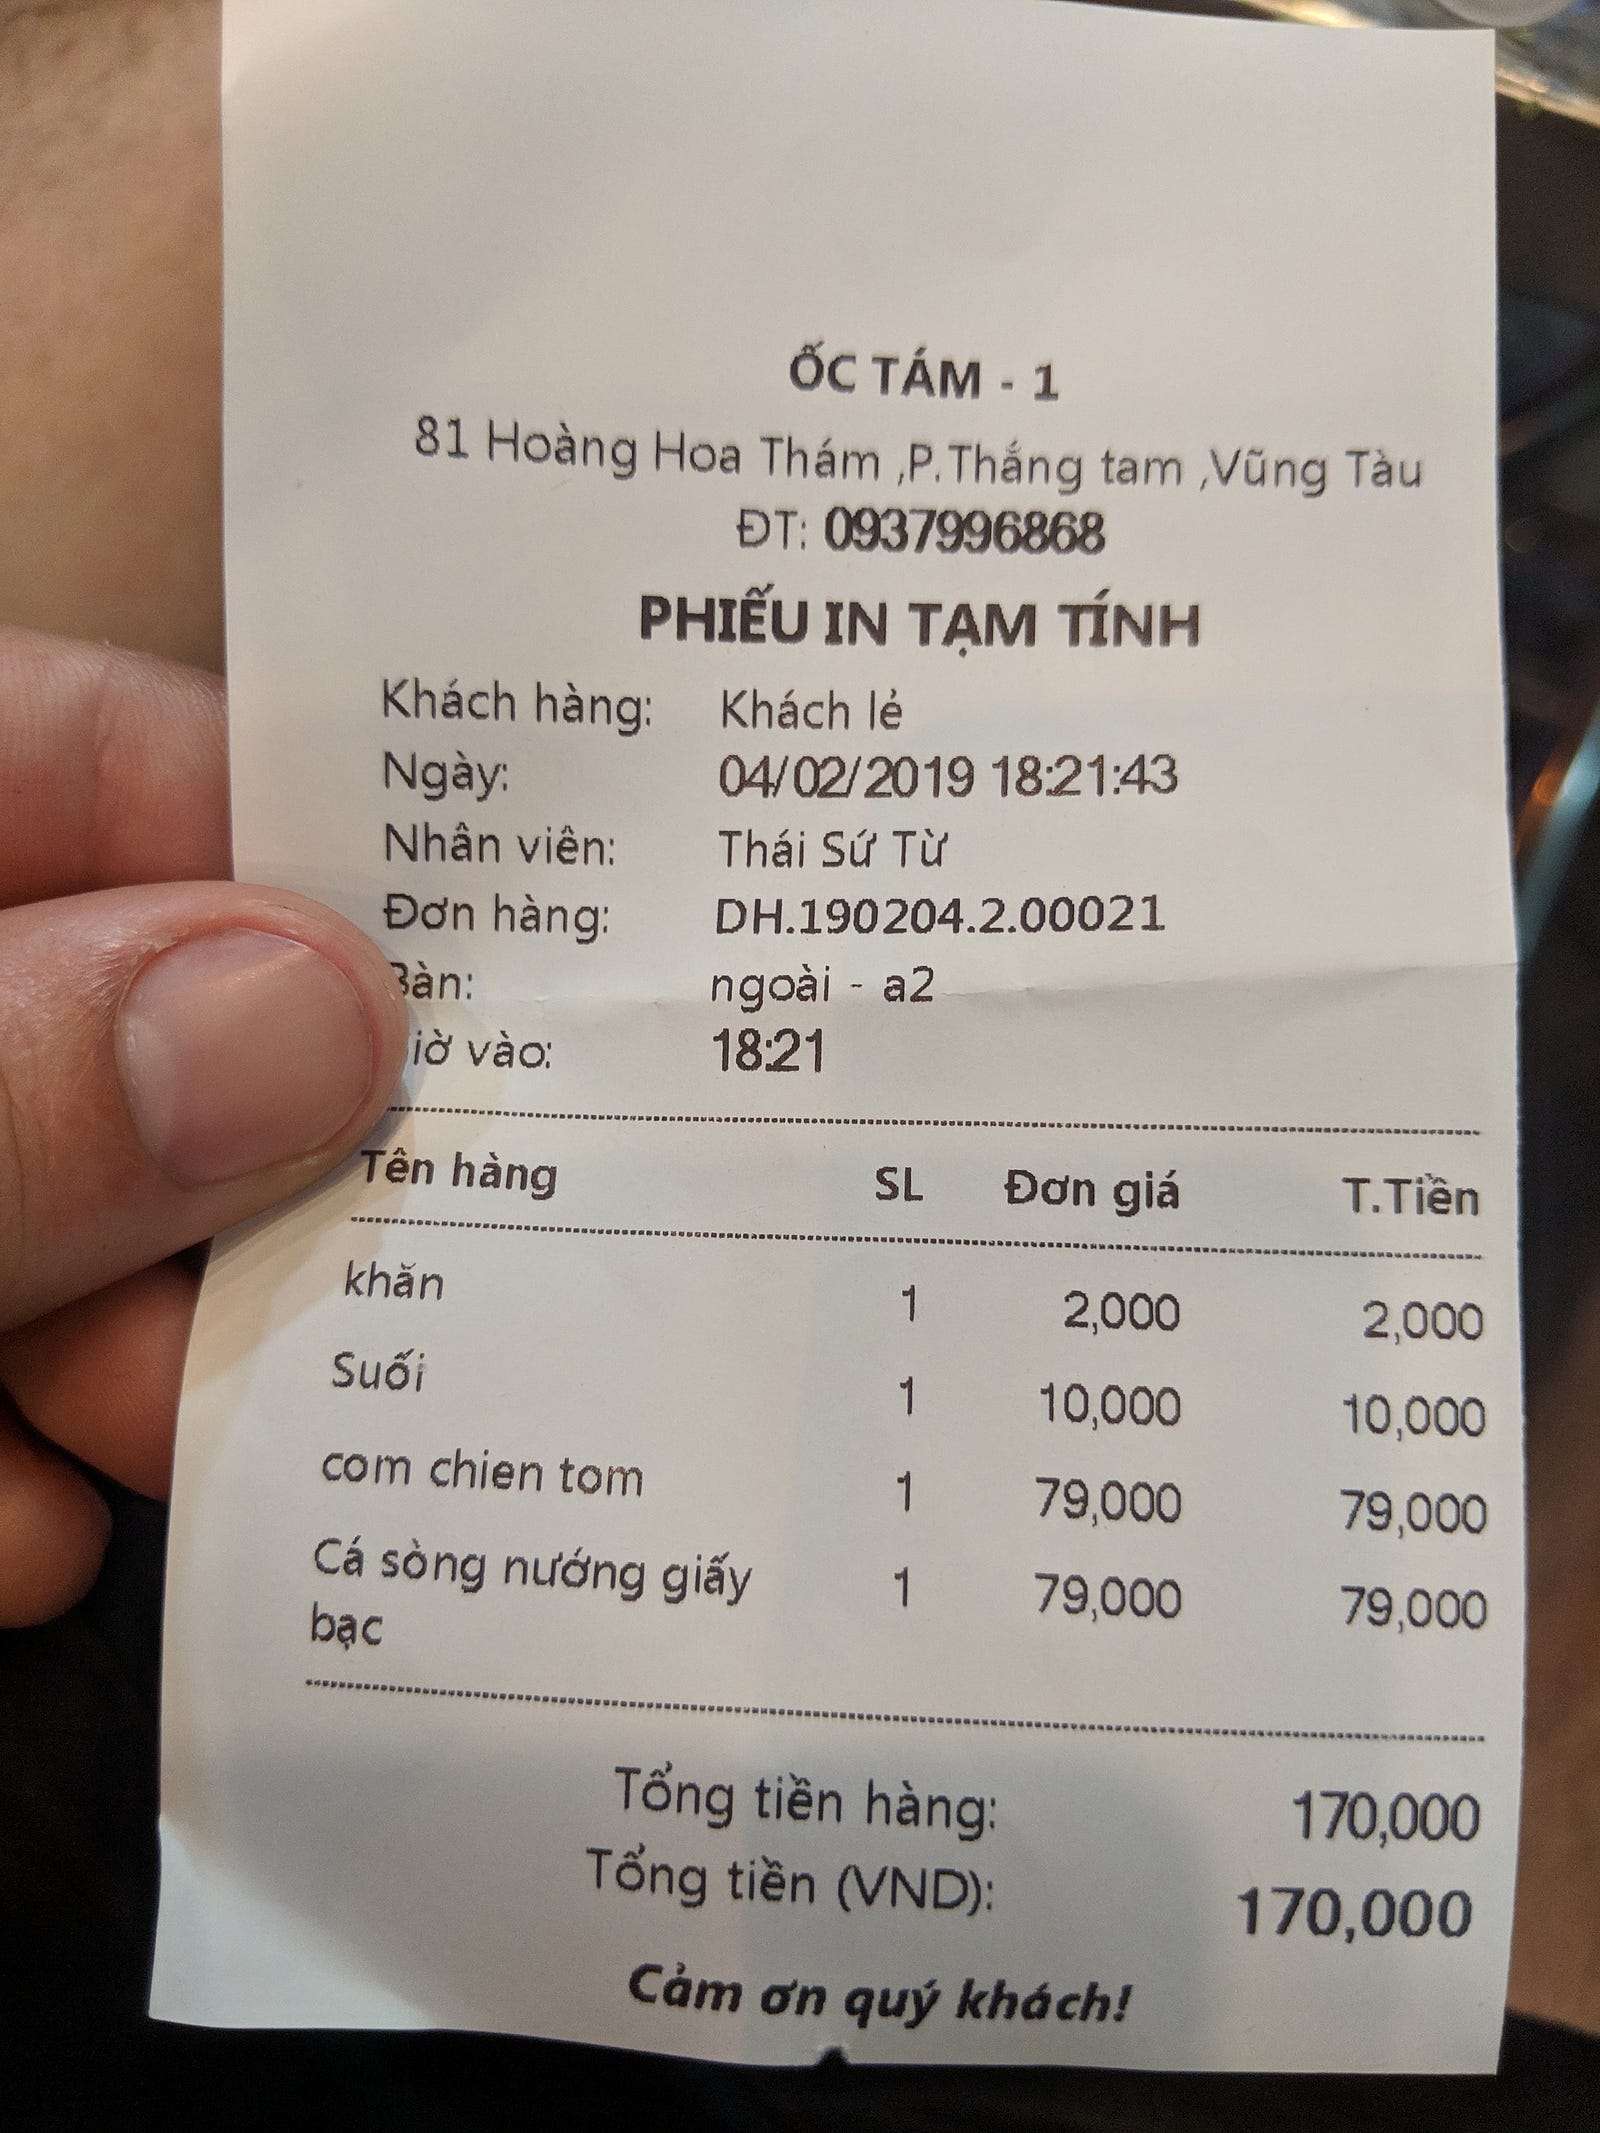 ỐC TÁM - 1
81 Hoàng Hoa Thám ,P.Thắng tam ,Vũng Tàu
ĐT: 0937996868
PHIẾU IN TẠM TÍNH
Khách hàng: Khách lẻ
Ngày: 04/02/2019 18:21:43
Nhân viên: Thái Sứ Từ
Đơn hàng: DH.190204.2.00021
Bàn: ngoài - a2
iờ vào: 18:21
Tên hàng SL Đơn giá T.Tiền
khăn 1 2,000 2,000
Suối 1 10,000 10,000
com chien tom 1 79,000 79,000
Cá sòng nướng giấy 1 79,000 79,000
bạc
Tổng tiền hàng: 170,000
Tổng tiền (VND): 170,000
Cảm ơn quý khách!